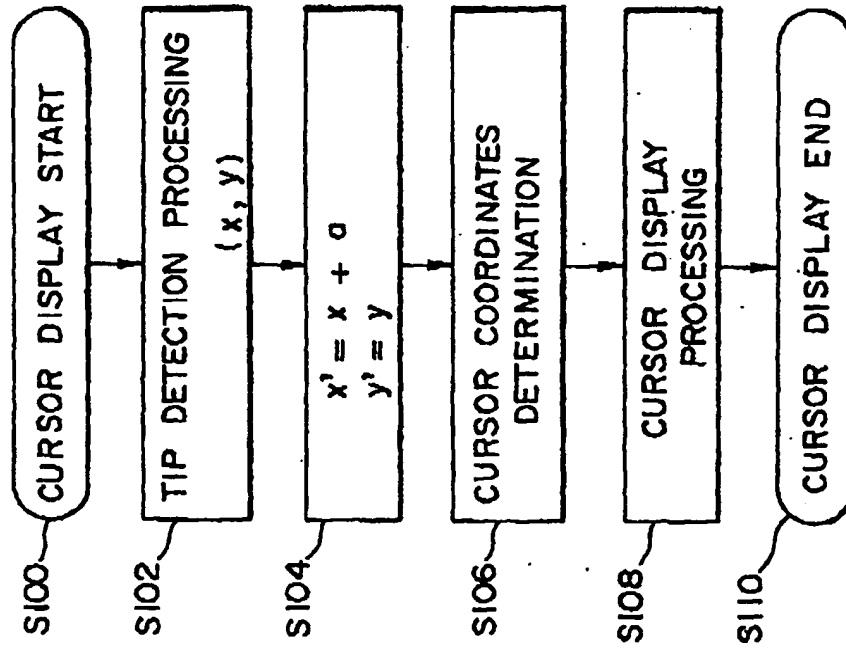 S100
CURSOR DISPLAY START
S102
TIP DETECTION PROCESSING
(x, y)
S104
x' = x + a
y' = y
S106
CURSOR COORDINATES
DETERMINATION
S108
CURSOR DISPLAY
PROCESSING
S110
CURSOR DISPLAY END